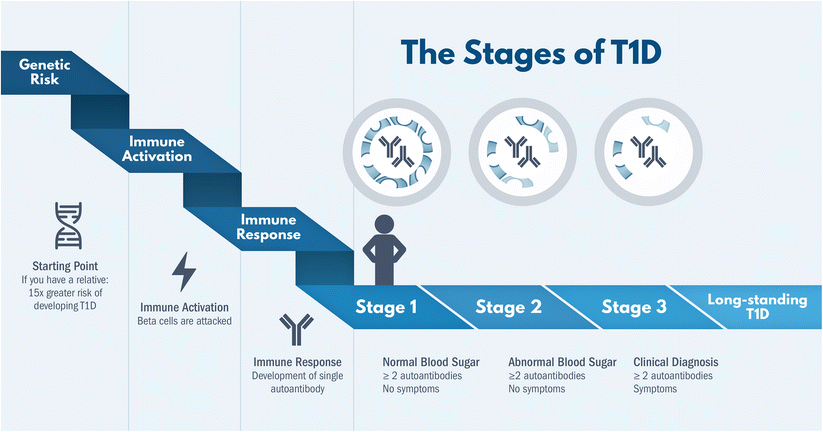 The Stages of T1D
Genetic
Risk
Immune
Activation
Immune
Response
Stage 1
Stage 2
Stage 3
Long-standing
T1D
Starting Point
If you have a relative:
15x greater risk of
developing T1D
Immune Activation
Beta cells are attacked
Immune Response
Development of single
autoantibody
Normal Blood Sugar
≥ 2 autoantibodies
No symptoms
Abnormal Blood Sugar
≥2 autoantibodies
No symptoms
Clinical Diagnosis
≥ 2 autoantibodies
Symptoms